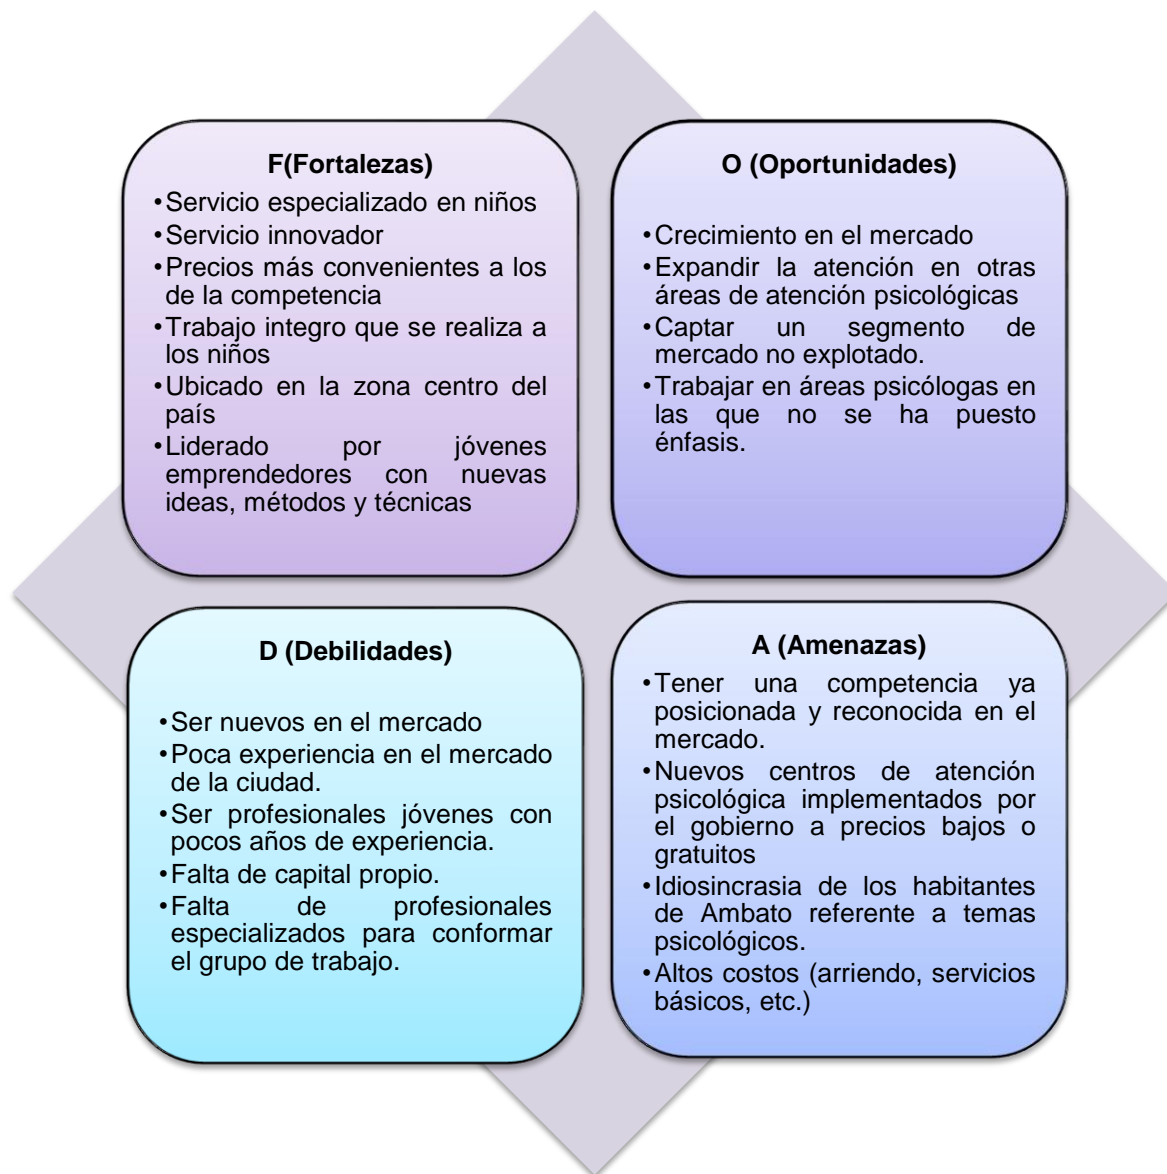 F(Fortalezas)
•Servicio especializado en niños
•Servicio innovador
•Precios más convenientes a los
de la competencia
•Trabajo integro que se realiza a
los niños
•Ubicado en la zona centro del
país
•Liderado por jóvenes
emprendedores con nuevas
ideas, métodos y técnicas
O (Oportunidades)
•Crecimiento en el mercado
•Expandir la atención en otras
áreas de atención psicológicas
•Captar un segmento de
mercado no explotado.
•Trabajar en áreas psicólogas en
las que no se ha puesto
énfasis.
D (Debilidades)
•Ser nuevos en el mercado
•Poca experiencia en el mercado
de la ciudad.
•Ser profesionales jóvenes con
pocos años de experiencia.
•Falta de capital propio.
•Falta de profesionales
especializados para conformar
el grupo de trabajo.
A (Amenazas)
•Tener una competencia ya
posicionada y reconocida en el
mercado.
•Nuevos centros de atención
psicológica implementados por
el gobierno a precios bajos o
gratuitos
•Idiosincrasia de los habitantes
de Ambato referente a temas
psicológicos.
•Altos costos (arriendo, servicios
básicos, etc.)